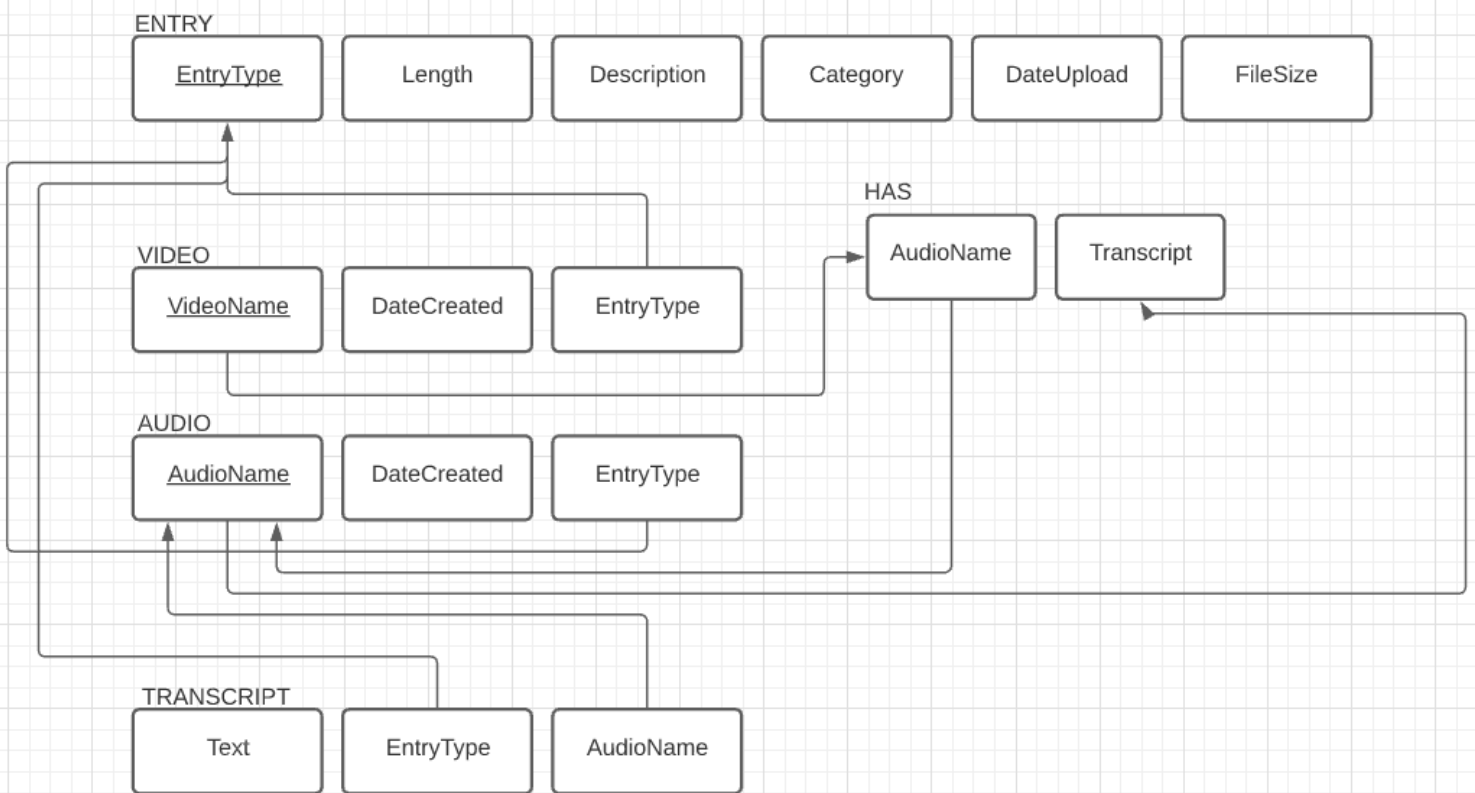 ENTRY
EntryType Length Description Category DateUpload FileSize
HAS
AudioName Transcript
VIDEO
VideoName DateCreated EntryType
AUDIO
AudioName DateCreated EntryType
TRANSCRIPT
Text EntryType AudioName